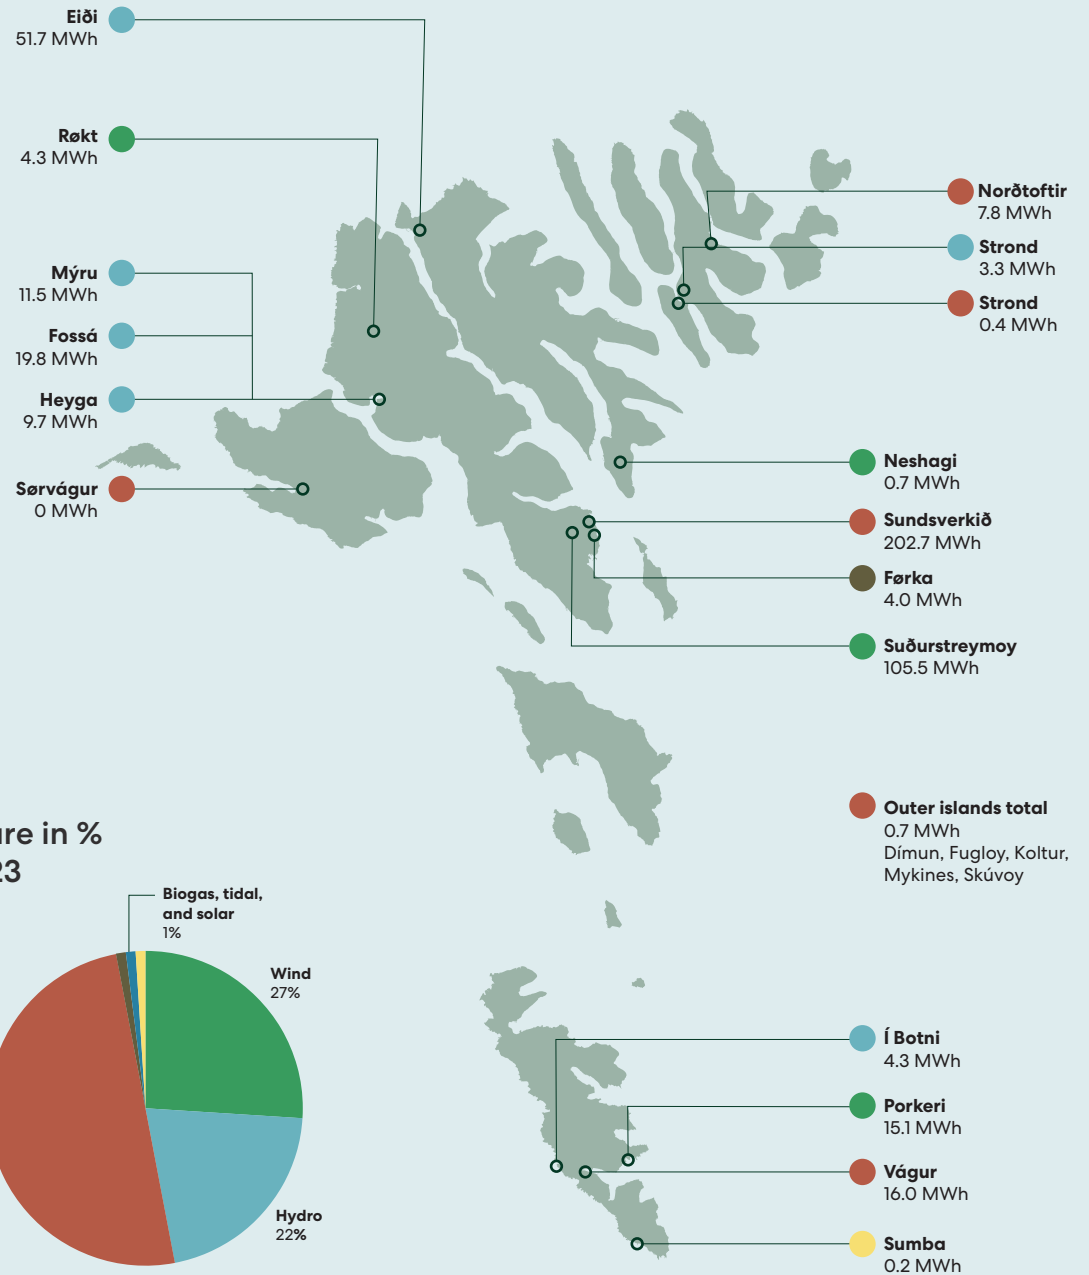 Eiði
51.7 MWh
Røkt
4.3 MWh
Mýru
11.5 MWh
Fossá
19.8 MWh
Heyga
9.7 MWh
Sørvágur
0 MWh
Norðtoftir
7.8 MWh
Strond
3.3 MWh
Strond
0.4 MWh
Neshagi
0.7 MWh
Sundsverkið
202.7 MWh
Førka
4.0 MWh
Suðurstreymoy
105.5 MWh
Outer islands total
0.7 MWh
Dímun, Fugloy, Koltur,
Mykines, Skúvoy
in %
Biogas, tidal,
and solar
1%
Wind
27%
Hydro
22%
Í Botni
4.3 MWh
Porkeri
15.1 MWh
Vágur
16.0 MWh
Sumba
0.2 MWh